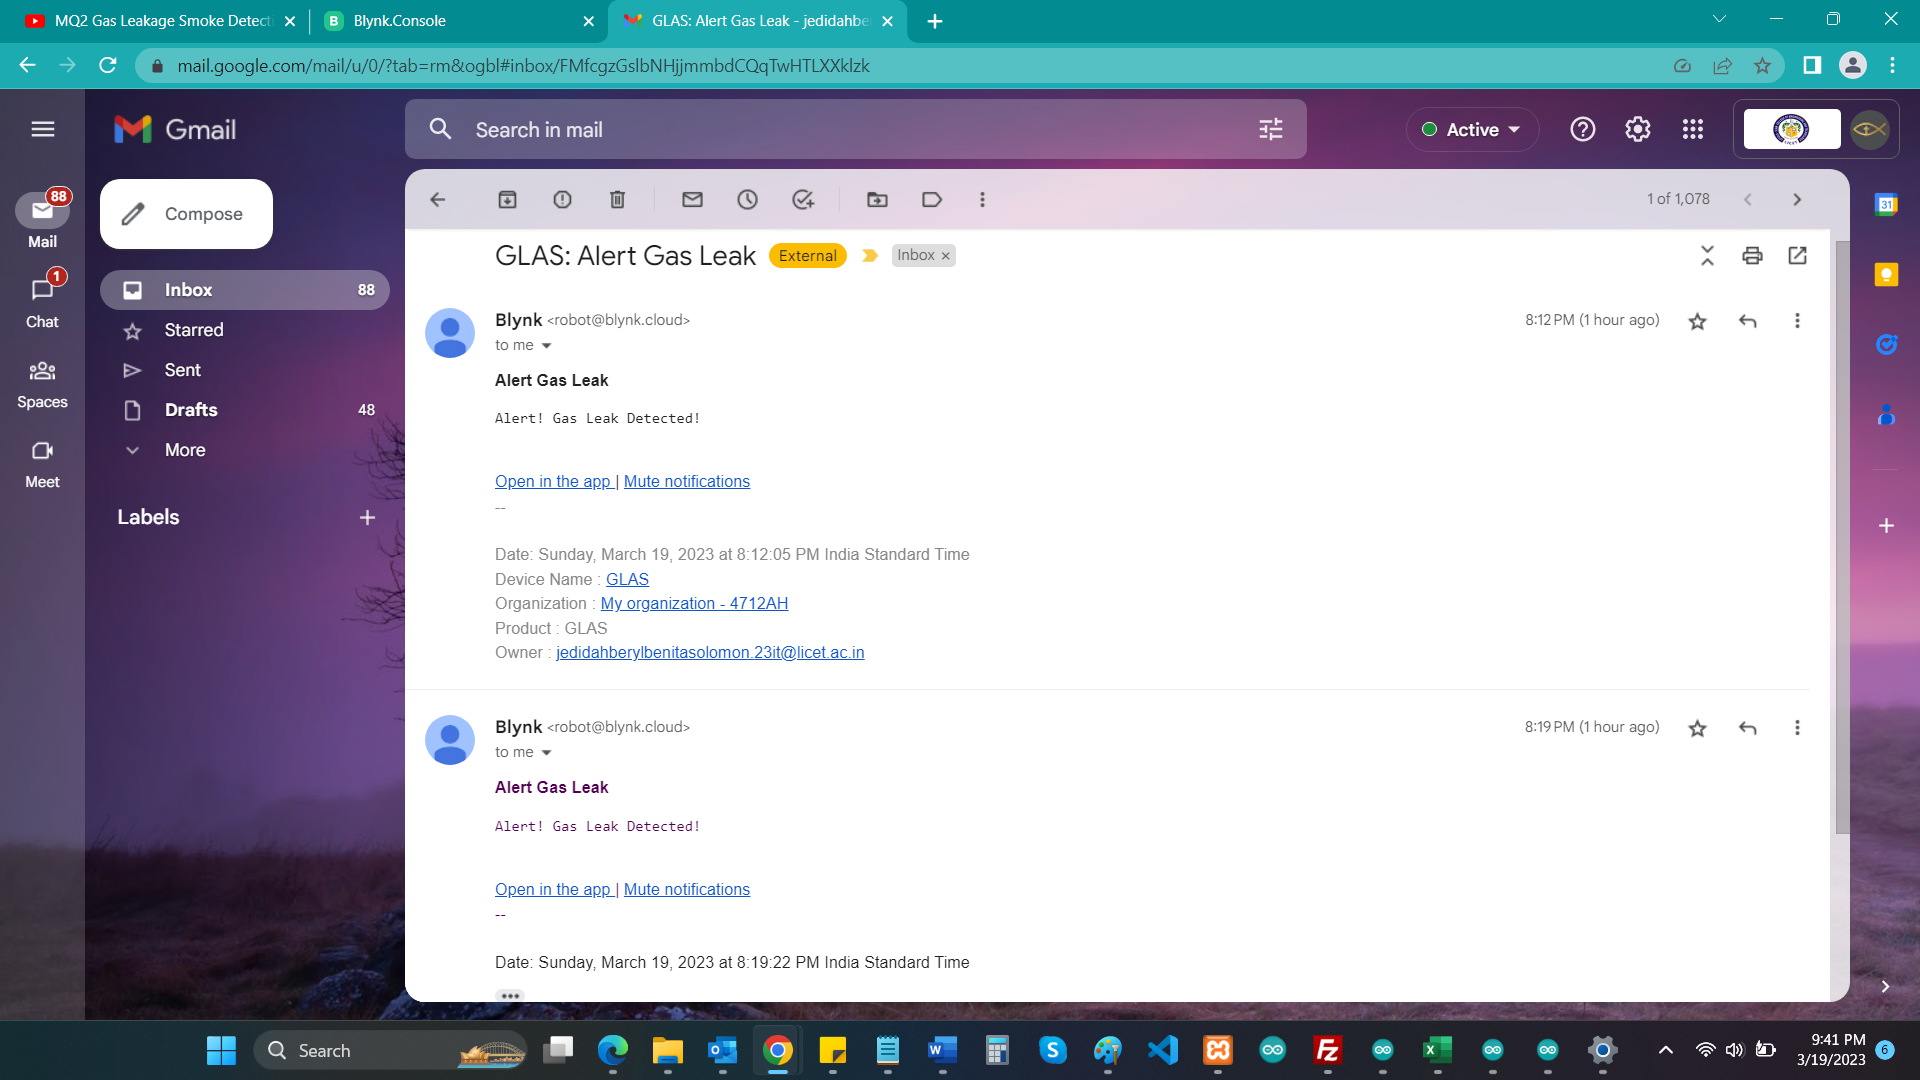 MQ2 Gas Leakage Smoke Detecti
Blynk.Console
GLAS: Alert Gas Leak - jedidahbe
mail.google.com/mail/u/0/?tab=rm&ogbl#inbox/FMfcgzGslbNHjjmmbdCQqTwHTLXXklzk
Gmail
Search in mail
Active
88
Mail
1
Chat
Spaces
Meet
Compose
Inbox 88
Starred
Sent
Drafts 48
More
Labels
1 of 1,078
31
GLAS: Alert Gas Leak External Inbox ×
Blynk <robot@blynk.cloud>
8:12 PM (1 hour ago)
to me
Alert Gas Leak
Alert! Gas Leak Detected!
Open in the app | Mute notifications
--
Date: Sunday, March 19, 2023 at 8:12:05 PM India Standard Time
Device Name : GLAS
Organization : My organization - 4712AH
Product : GLAS
Owner : jedidahberylbenitasolomon.23it@licet.ac.in
Blynk <robot@blynk.cloud>
8:19 PM (1 hour ago)
to me
Alert Gas Leak
Alert! Gas Leak Detected!
Open in the app | Mute notifications
--
Date: Sunday, March 19, 2023 at 8:19:22 PM India Standard Time
Search
9:41 PM
3/19/2023
6